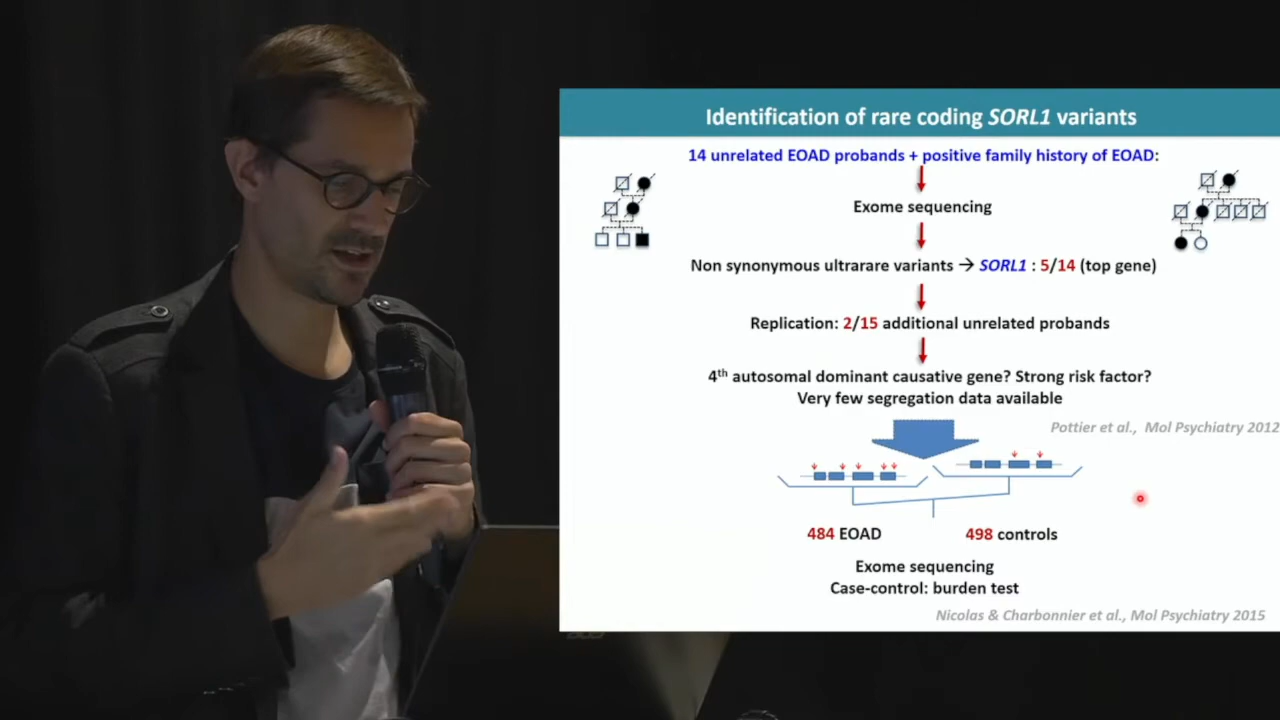 Identification of rare coding SORL1 variants
14 unrelated EOAD probands + positive family history of EOAD:
Exome sequencing
Non synonymous ultrarare variants → SORL1 : 5/14 (top gene)
Replication: 2/15 additional unrelated probands
4th autosomal dominant causative gene? Strong risk factor?
Very few segregation data available
Pottier et al., Mol Psychiatry 2012
484 EOAD
498 controls
Exome sequencing
Case-control: burden test
Nicolas & Charbonnier et al., Mol Psychiatry 2015